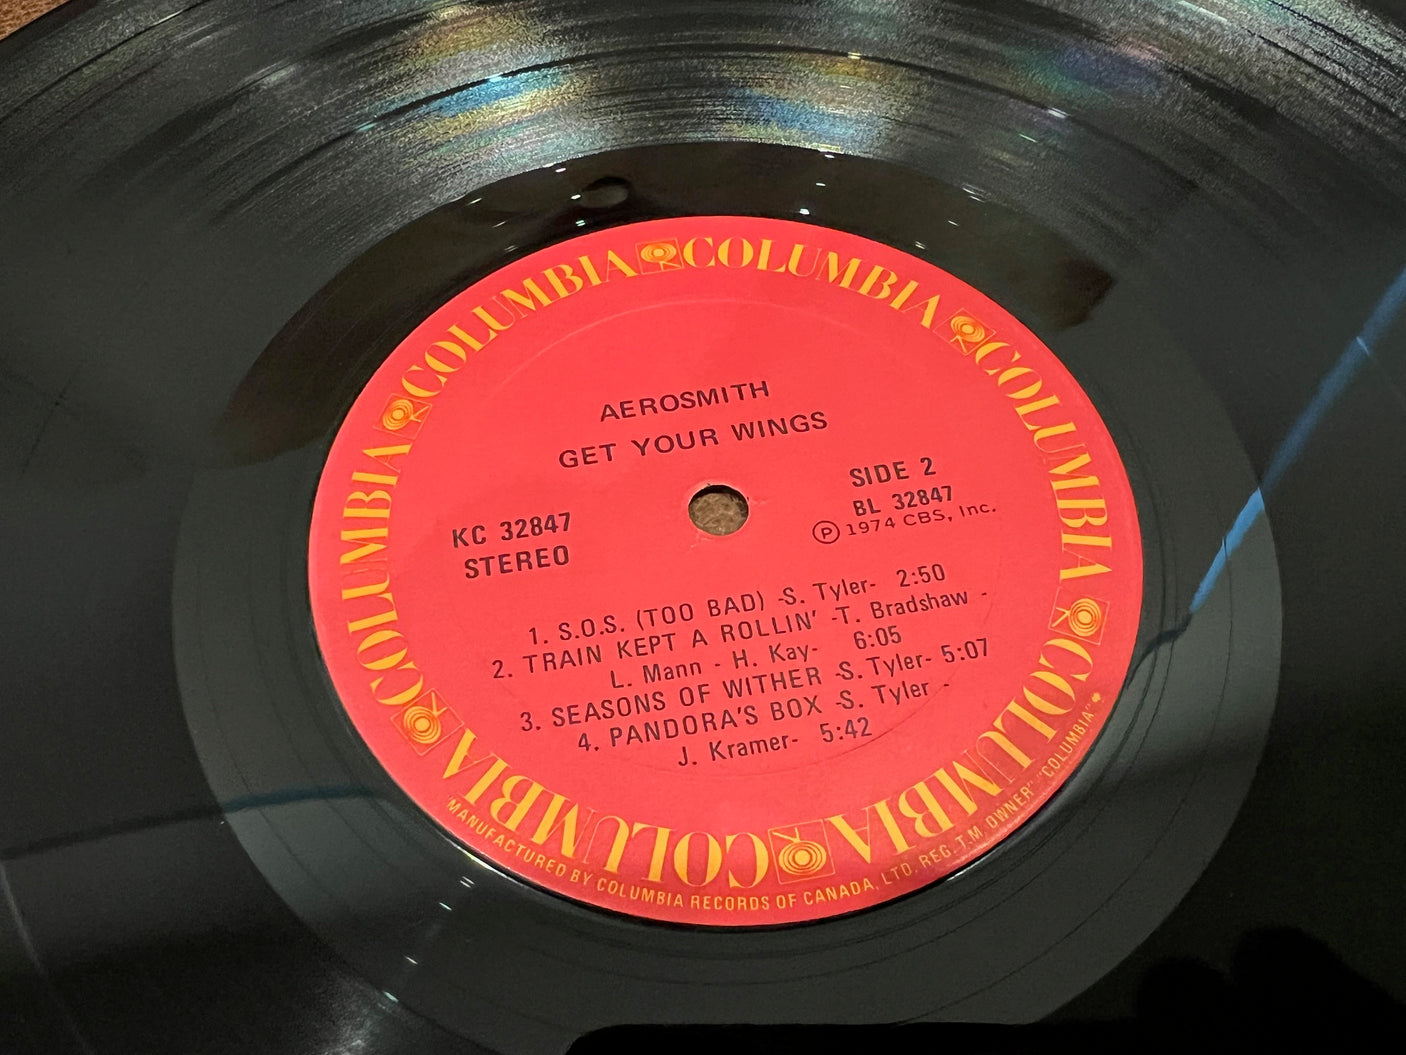 COLUMBIA COLUMBIA COLUMBIA COLUMBIA COLUMBIA COLUMBIA
AEROSMITH
GET YOUR WINGS
SIDE 2
KC 32847
BL 32847
STEREO
Ⓟ 1974 CBS, Inc.
1. S.O.S. (TOO BAD) -S. Tyler- 2:50
2. TRAIN KEPT A ROLLIN' -T. Bradshaw -
L. Mann - H. Kay- 6:05
3. SEASONS OF WITHER -S. Tyler- 5:07
4. PANDORA'S BOX -S. Tyler -
J. Kramer- 5:42
MANUFACTURED BY COLUMBIA RECORDS OF CANADA, LTD. REG. T.M. OWNER "COLUMBIA"